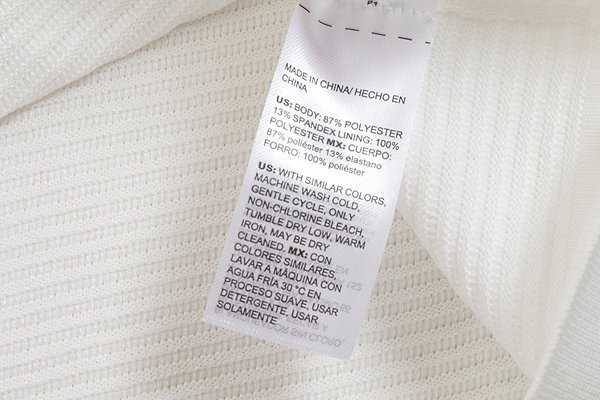 P1
MADE IN CHINA/ HECHO EN
CHINA
US: BODY: 87% POLYESTER
13% SPANDEX LINING: 100%
POLYESTER MX: CUERPO:
87% poliéster 13% elastano
FORRO: 100% poliéster
US: WITH SIMILAR COLORS,
MACHINE WASH COLD,
GENTLE CYCLE, ONLY
NON-CHLORINE BLEACH,
TUMBLE DRY LOW, WARM
IRON, MAY BE DRY
CLEANED. MX: CON
COLORES SIMILARES,
LAVAR A MÁQUINA CON
AGUA FRÍA 30 °C EN
PROCESO SUAVE, USAR
DETERGENTE, USAR
SOLAMENTE